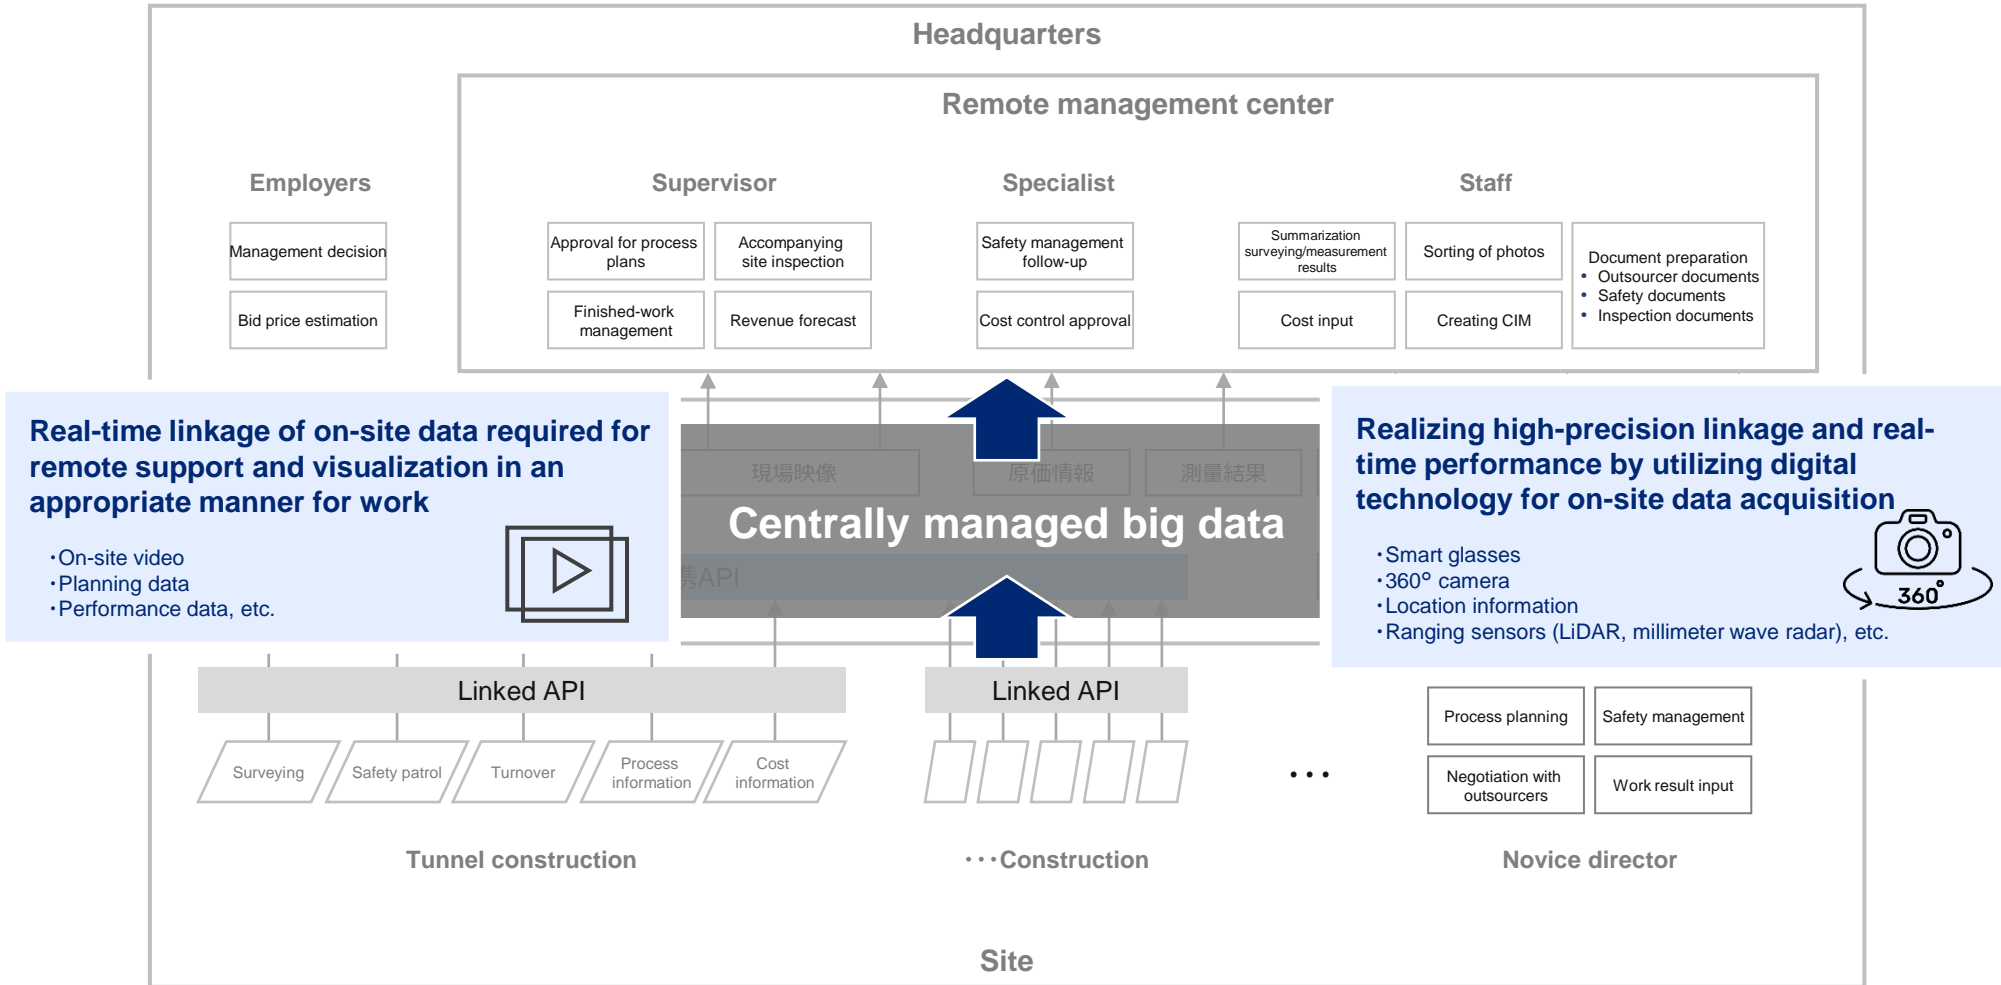 Headquarters
Remote management center
Employers
Supervisor
Specialist
Staff
Management decision
Bid price estimation
Approval for process
plans
Accompanying
site inspection
Finished-work
management
Revenue forecast
Safety management
follow-up
Cost control approval
Summarization
surveying/measurement
results
Sorting of photos
Cost input
Creating CIM
Document preparation
• Outsourcer documents
• Safety documents
• Inspection documents
Real-time linkage of on-site data required for
remote support and visualization in an
appropriate manner for work
・On-site video
・Planning data
・Performance data, etc.
現場映像
原価情報
測量結果
Centrally managed big data
携API
Realizing high-precision linkage and real-
time performance by utilizing digital
technology for on-site data acquisition
・Smart glasses
・360° camera
・Location information
・Ranging sensors (LiDAR, millimeter wave radar), etc.
360°
Linked API
Linked API
Surveying
Safety patrol
Turnover
Process
information
Cost
information
・・・
Process planning
Safety management
Negotiation with
outsourcers
Work result input
Tunnel construction
・・・Construction
Novice director
Site